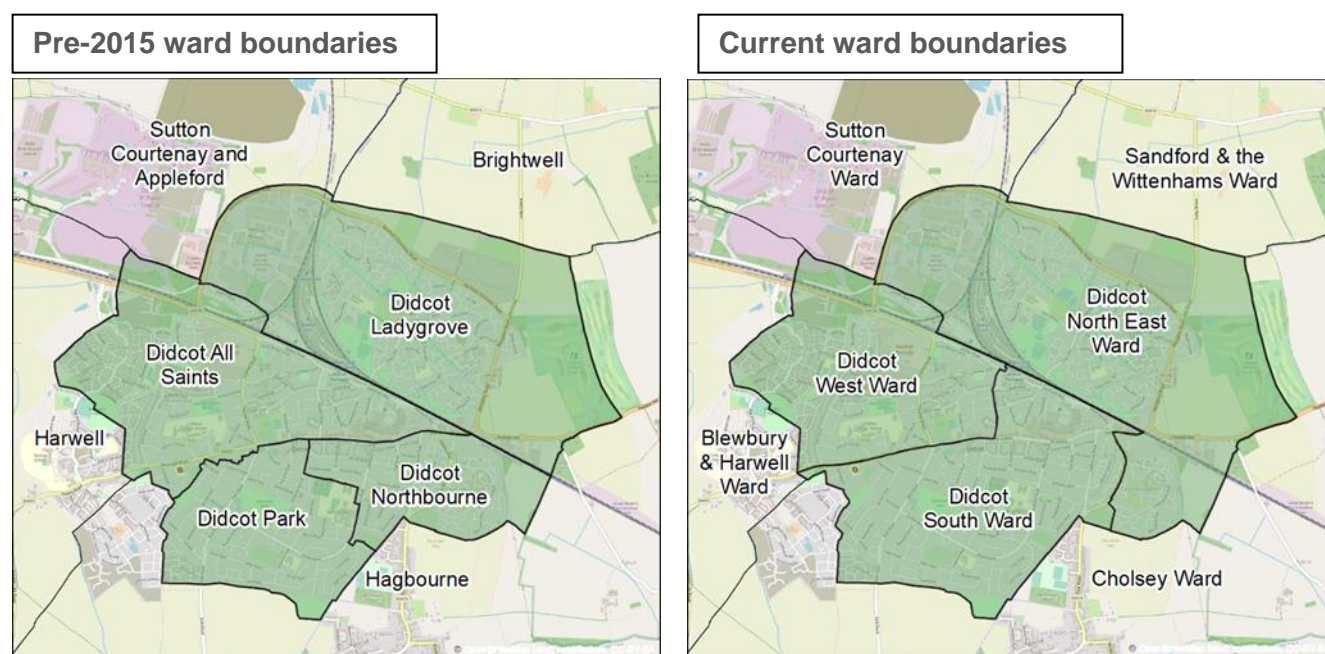 Pre-2015 ward boundaries
Sutton
Courtenay and
Appleford
Brightwell
Didcot
Ladygrove
Didcot All
Saints
Harwell
Didcot
Northbourne
Didcot Park
Hagbourne
Current ward boundaries
Sutton
Courtenay
Ward
Sandford & the
Wittenhams Ward
Didcot
North East
Ward
Didcot
West Ward
Blewbury
& Harwell
Ward
Didcot
South Ward
Cholsey Ward